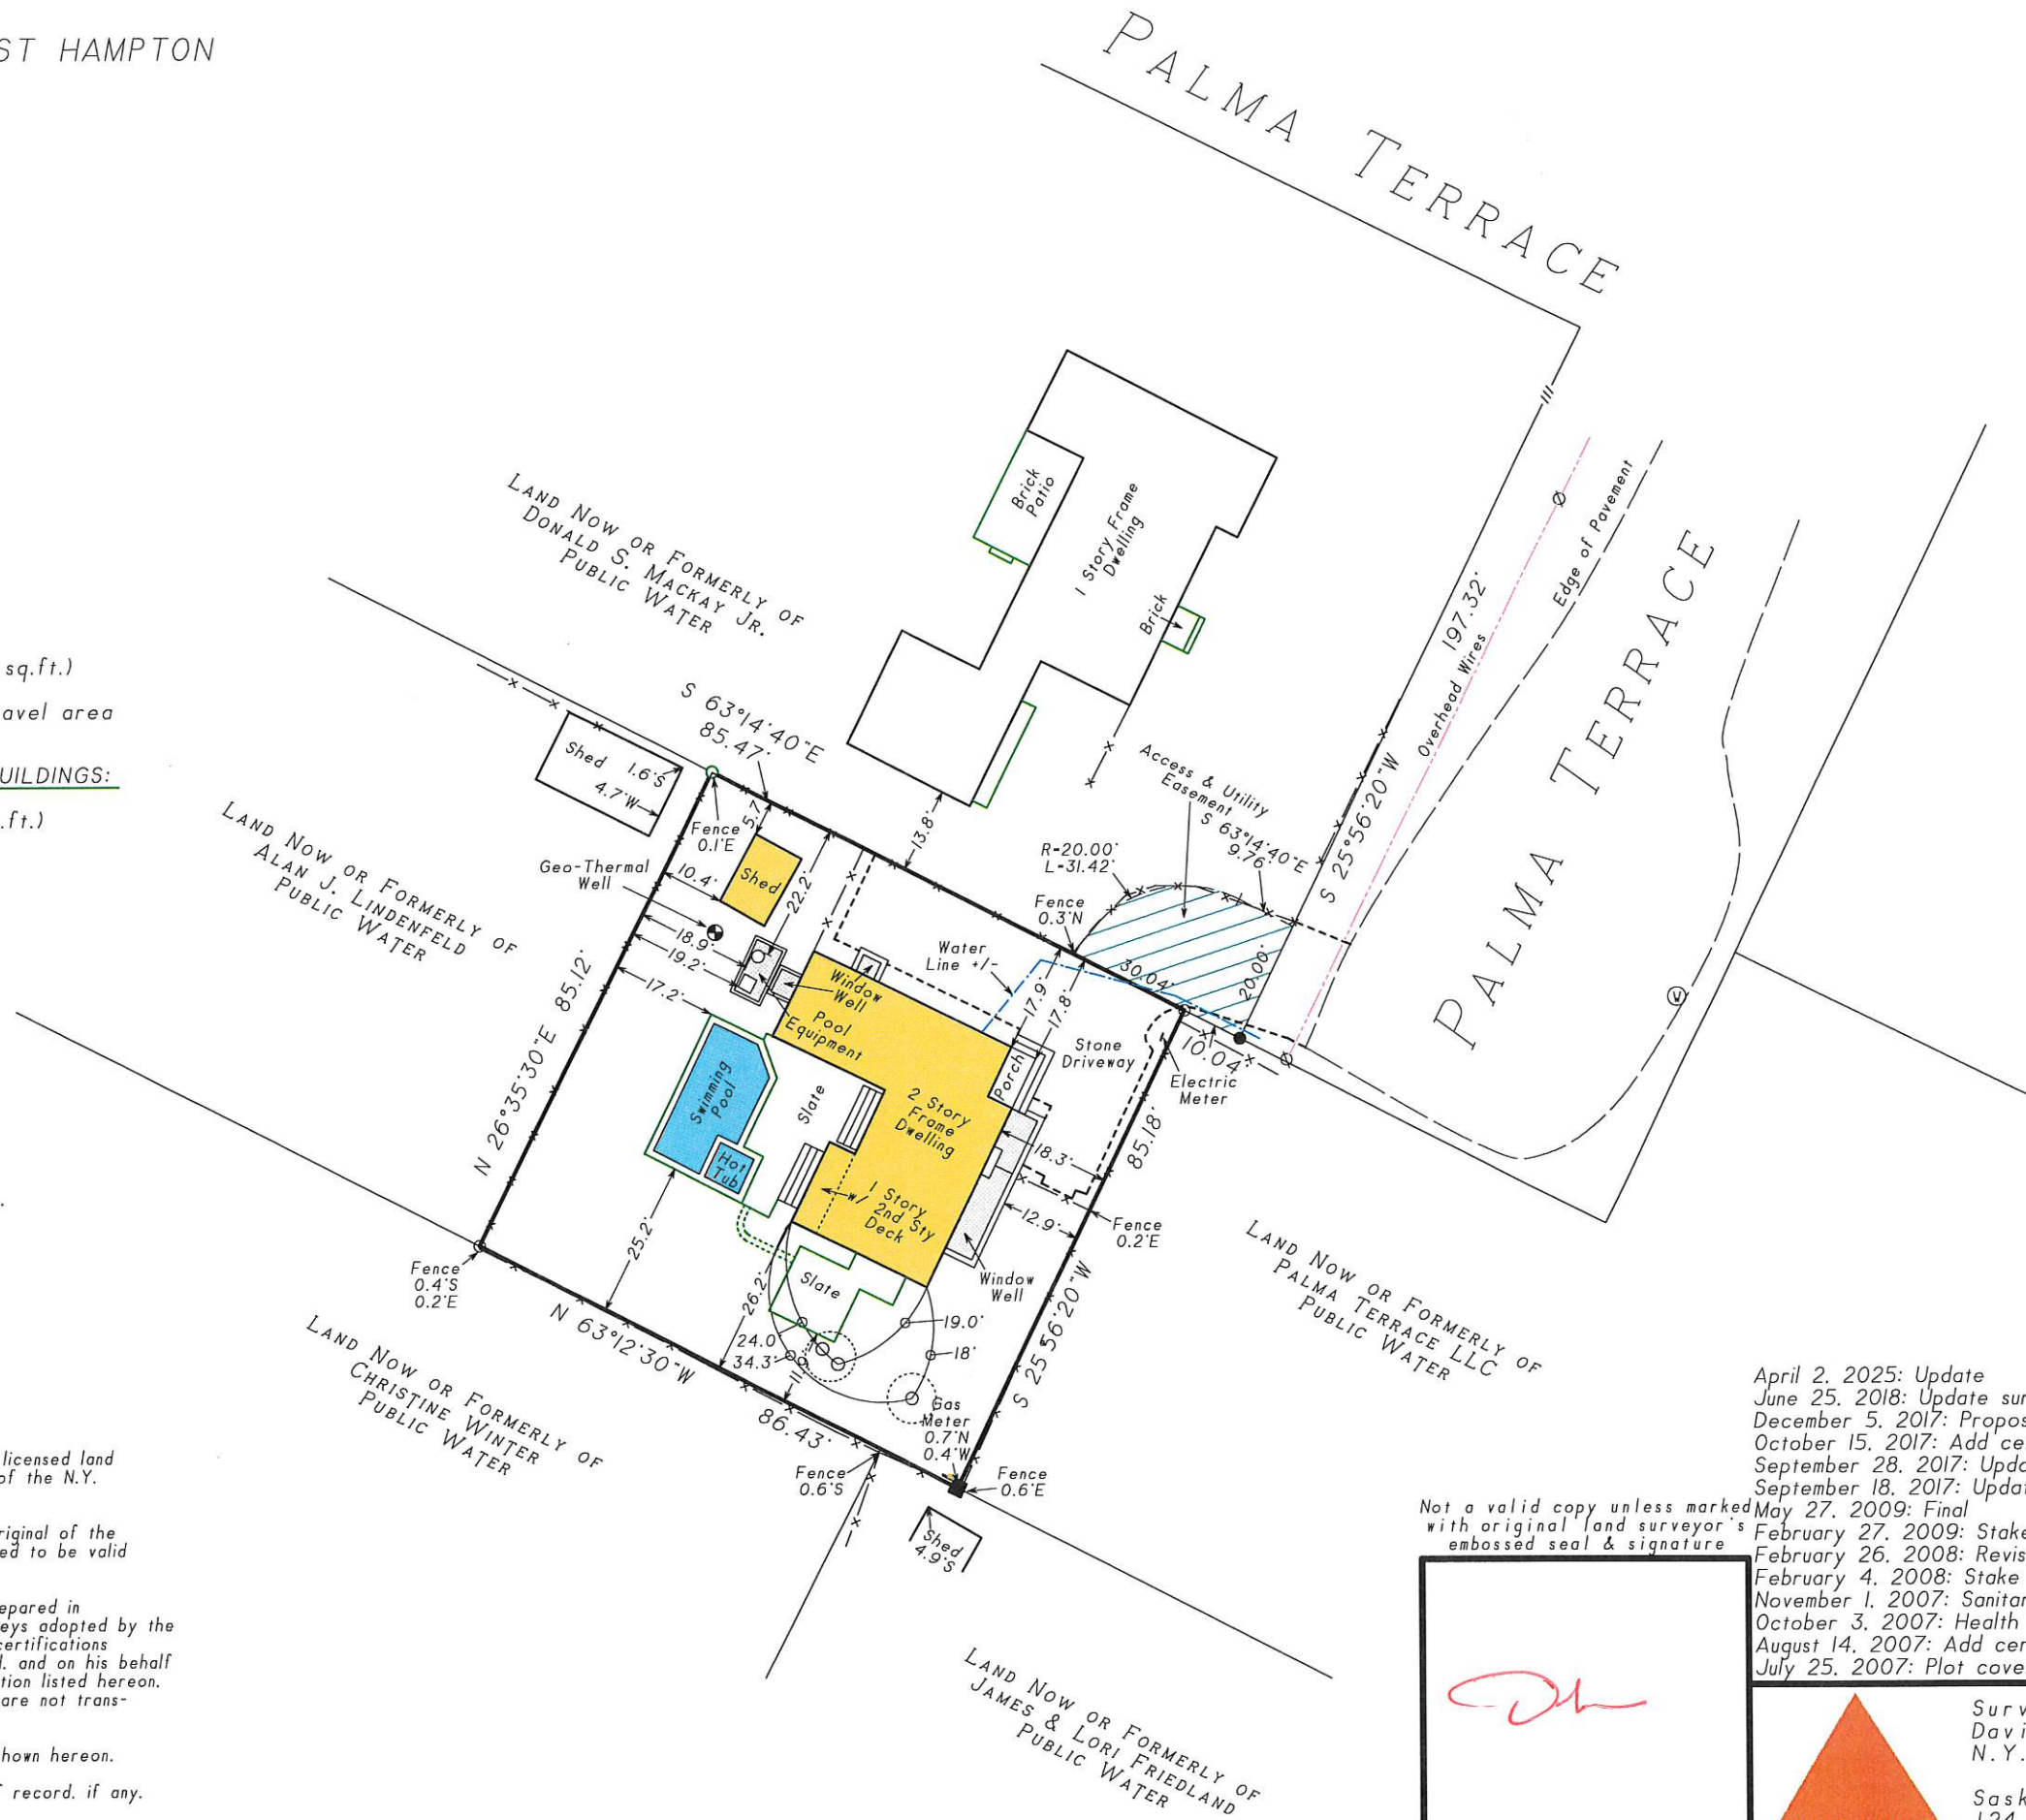 ST HAMPTON
PALMA TERRACE
PALMA TERRACE
sq.ft.)
avel area
UILDINGS:
.ft.)
LAND NOW OR FORMERLY OF
DONALD S. MACKAY JR.
PUBLIC WATER
Brick
Patio
1 Story Frame
Dwelling
Brick
197.32'
Overhead Wires
Edge of Pavement
S 25°56'20"W
Access & Utility
Easement
S 63°14'40"E
9.76'
R=20.00'
L=31.42'
S 63°14'40"E
85.47'
Shed
1.6'S
4.7'W
Fence
0.1'E
5.7'
13.8'
Geo-Thermal
Well
10.4'
Shed
22.2'
18.9'
19.2'
17.2'
LAND NOW OR FORMERLY OF
ALAN J. LINDENFELD
PUBLIC WATER
N 26°35'30"E 85.12'
Fence
0.3'N
Water
Line +/-
30.04'
20.00'
10.04'
17.9'
17.8'
Window
Well
Pool
Equipment
Stone
Driveway
Porch
Electric
Meter
Swimming
Pool
Hot
Tub
Slate
2 Story
Frame
Dwelling
1 Story
w/ 2nd Sty
Deck
18.3'
12.9'
85.18'
Fence
0.2'E
Window
Well
S 25°56'20"W
25.2'
26.2'
Slate
24.0'
34.3'
19.0'
18'
Gas
Meter
0.7'N
0.4'W
Fence
0.4'S
0.2'E
N 63°12'30"W
86.43'
Fence
0.6'S
Fence
0.6'E
Shed
4.9'S
LAND NOW OR FORMERLY OF
PALMA TERRACE LLC
PUBLIC WATER
LAND NOW OR FORMERLY OF
CHRISTINE WINTER
PUBLIC WATER
LAND NOW OR FORMERLY OF
JAMES & LORI FRIEDLAND
PUBLIC WATER
licensed land
of the N.Y.
riginal of the
ed to be valid
epared in
eys adopted by the
certifications
d. and on his behalf
tion listed hereon.
are not trans-
hown hereon.
f record, if any.
Not a valid copy unless marked
with original land surveyor's
embossed seal & signature
April 2, 2025: Update
June 25, 2018: Update sur
December 5, 2017: Propos
October 15, 2017: Add ce
September 28, 2017: Upda
September 18, 2017: Updat
May 27, 2009: Final
February 27, 2009: Stake
February 26, 2008: Revis
February 4, 2008: Stake
November 1, 2007: Sanitar
October 3, 2007: Health
August 14, 2007: Add cer
July 25, 2007: Plot cove
Surv
Davi
N.Y.
Sask
124